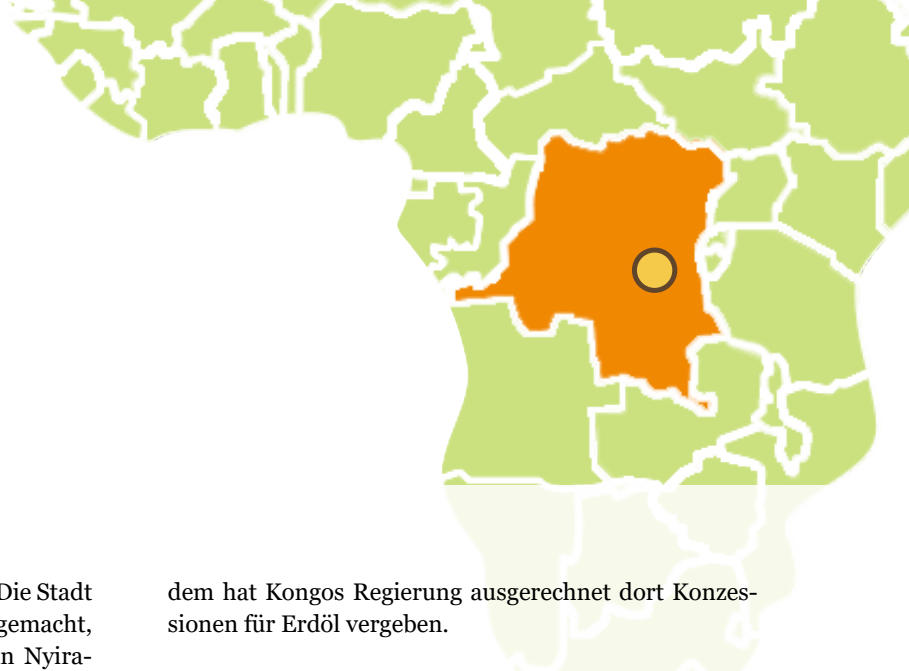 Die Stadt
gemacht,
n Nyira-
dem hat Kongos Regierung ausgerechnet dort Konzes-
sionen für Erdöl vergeben.